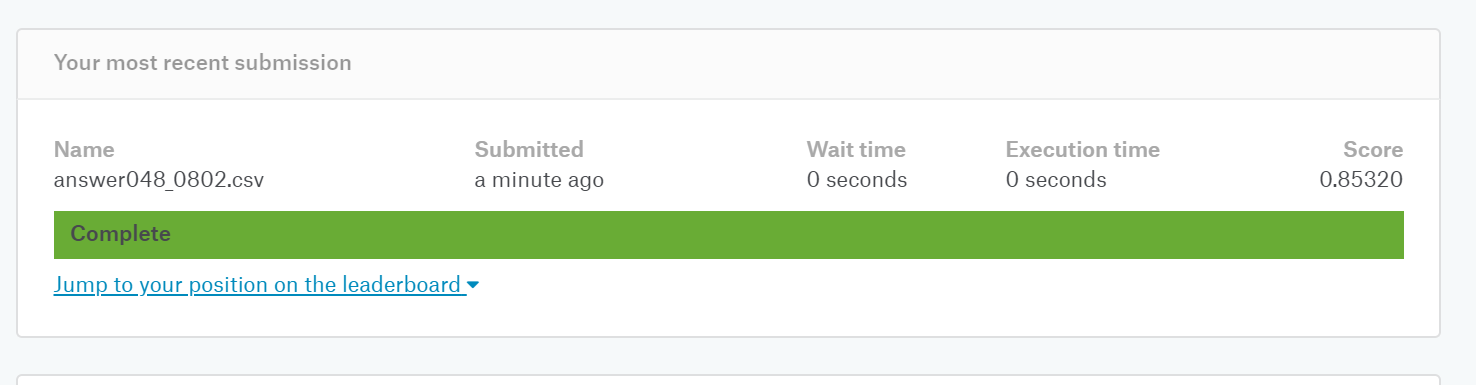 Your most recent submission
Name Submitted Wait time Execution time Score
answer048_0802.csv a minute ago 0 seconds 0 seconds 0.85320
Complete
Jump to your position on the leaderboard